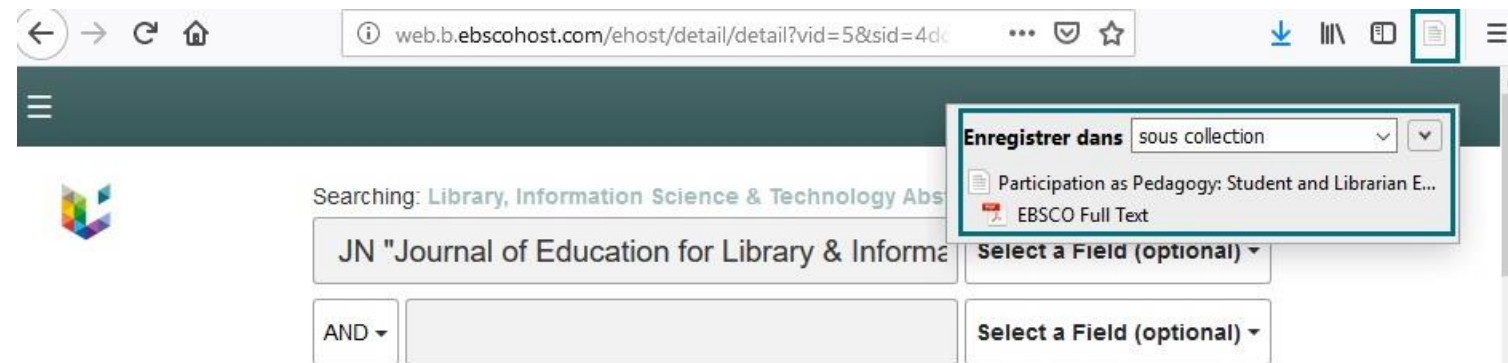 web.b.ebscohost.com/ehost/detail/detail?vid=5&sid=4dc
Enregistrer dans sous collection
Participation as Pedagogy: Student and Librarian E...
EBSCO Full Text
Searching: Library, Information Science & Technology Abs
JN "Journal of Education for Library & Informa Select a Field (optional)
AND Select a Field (optional)